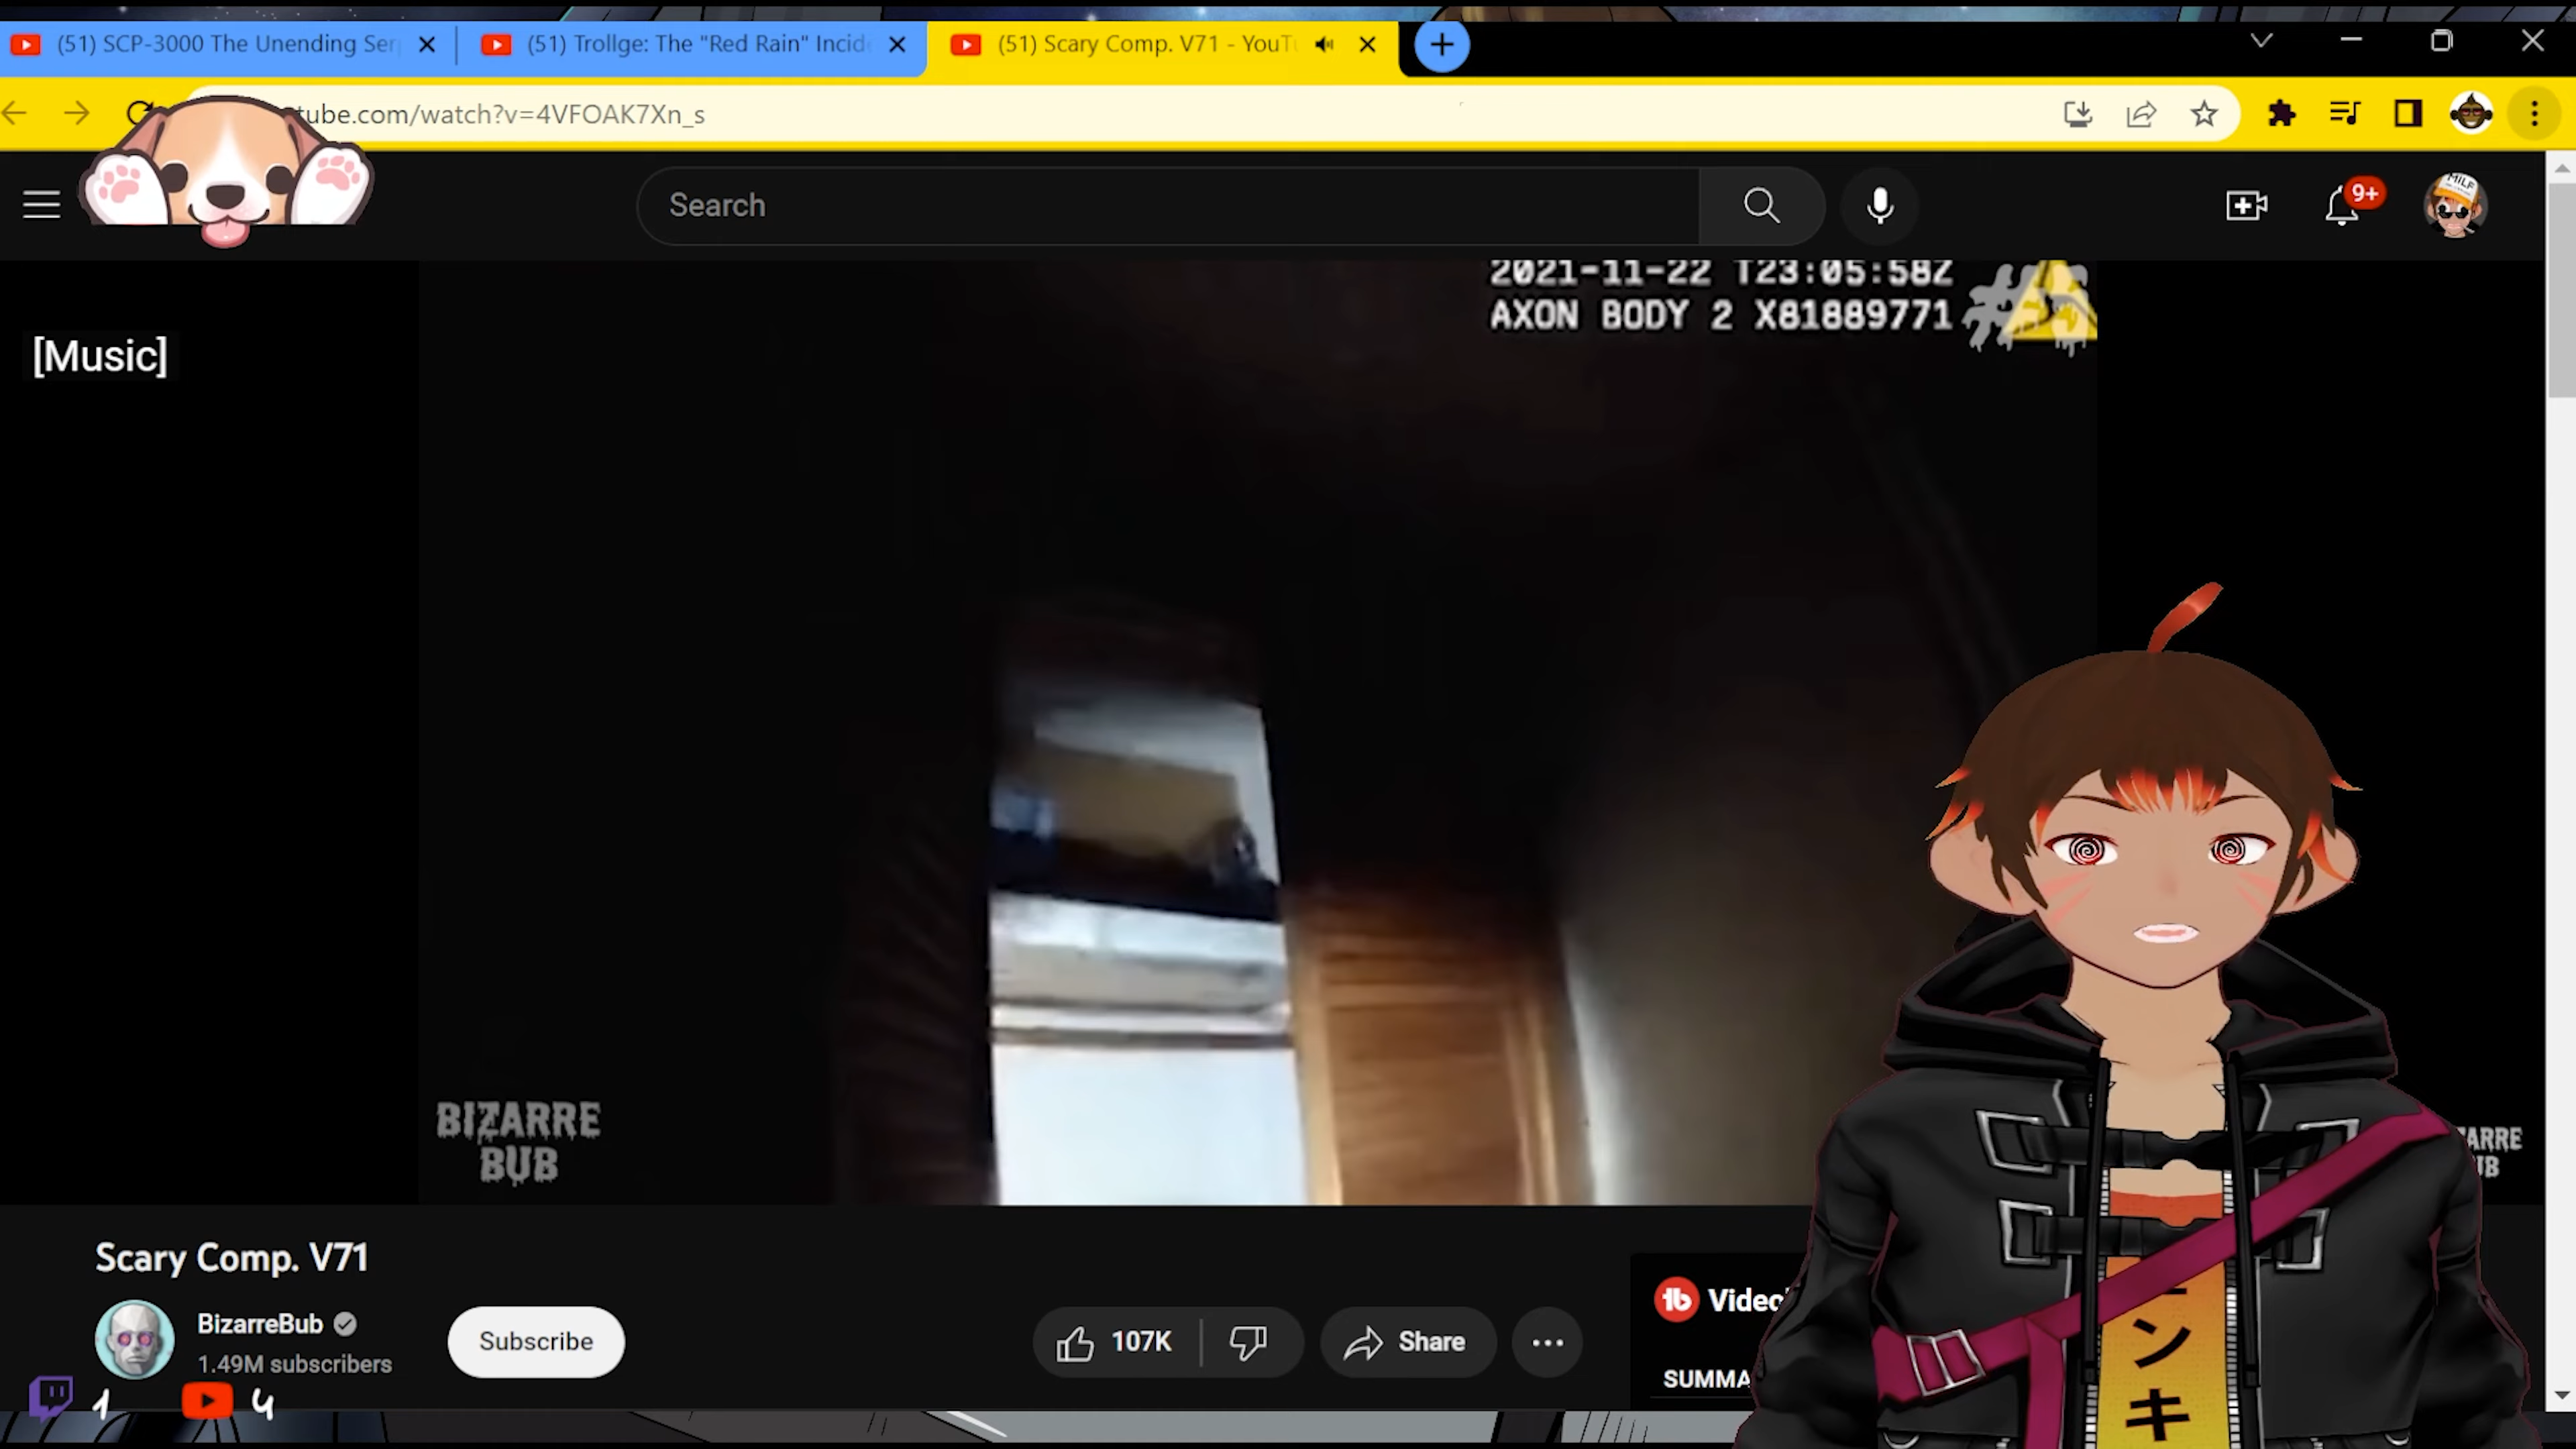 (51) SCP-3000 The Unending Ser
(51) Trollge: The "Red Rain" Incid
(51) Scary Comp. V71 - YouT
tube.com/watch?v=4VFOAK7Xn_s
Search
9+
MILF
2021-11-22 T23:05:58Z
AXON BODY 2 X81889771
[Music]
BIZARRE
BUB
ARRE
UB
Scary Comp. V71
BizarreBub
1.49M subscribers
Subscribe
107K
Share
Video
SUMMA
1
4
ンキ